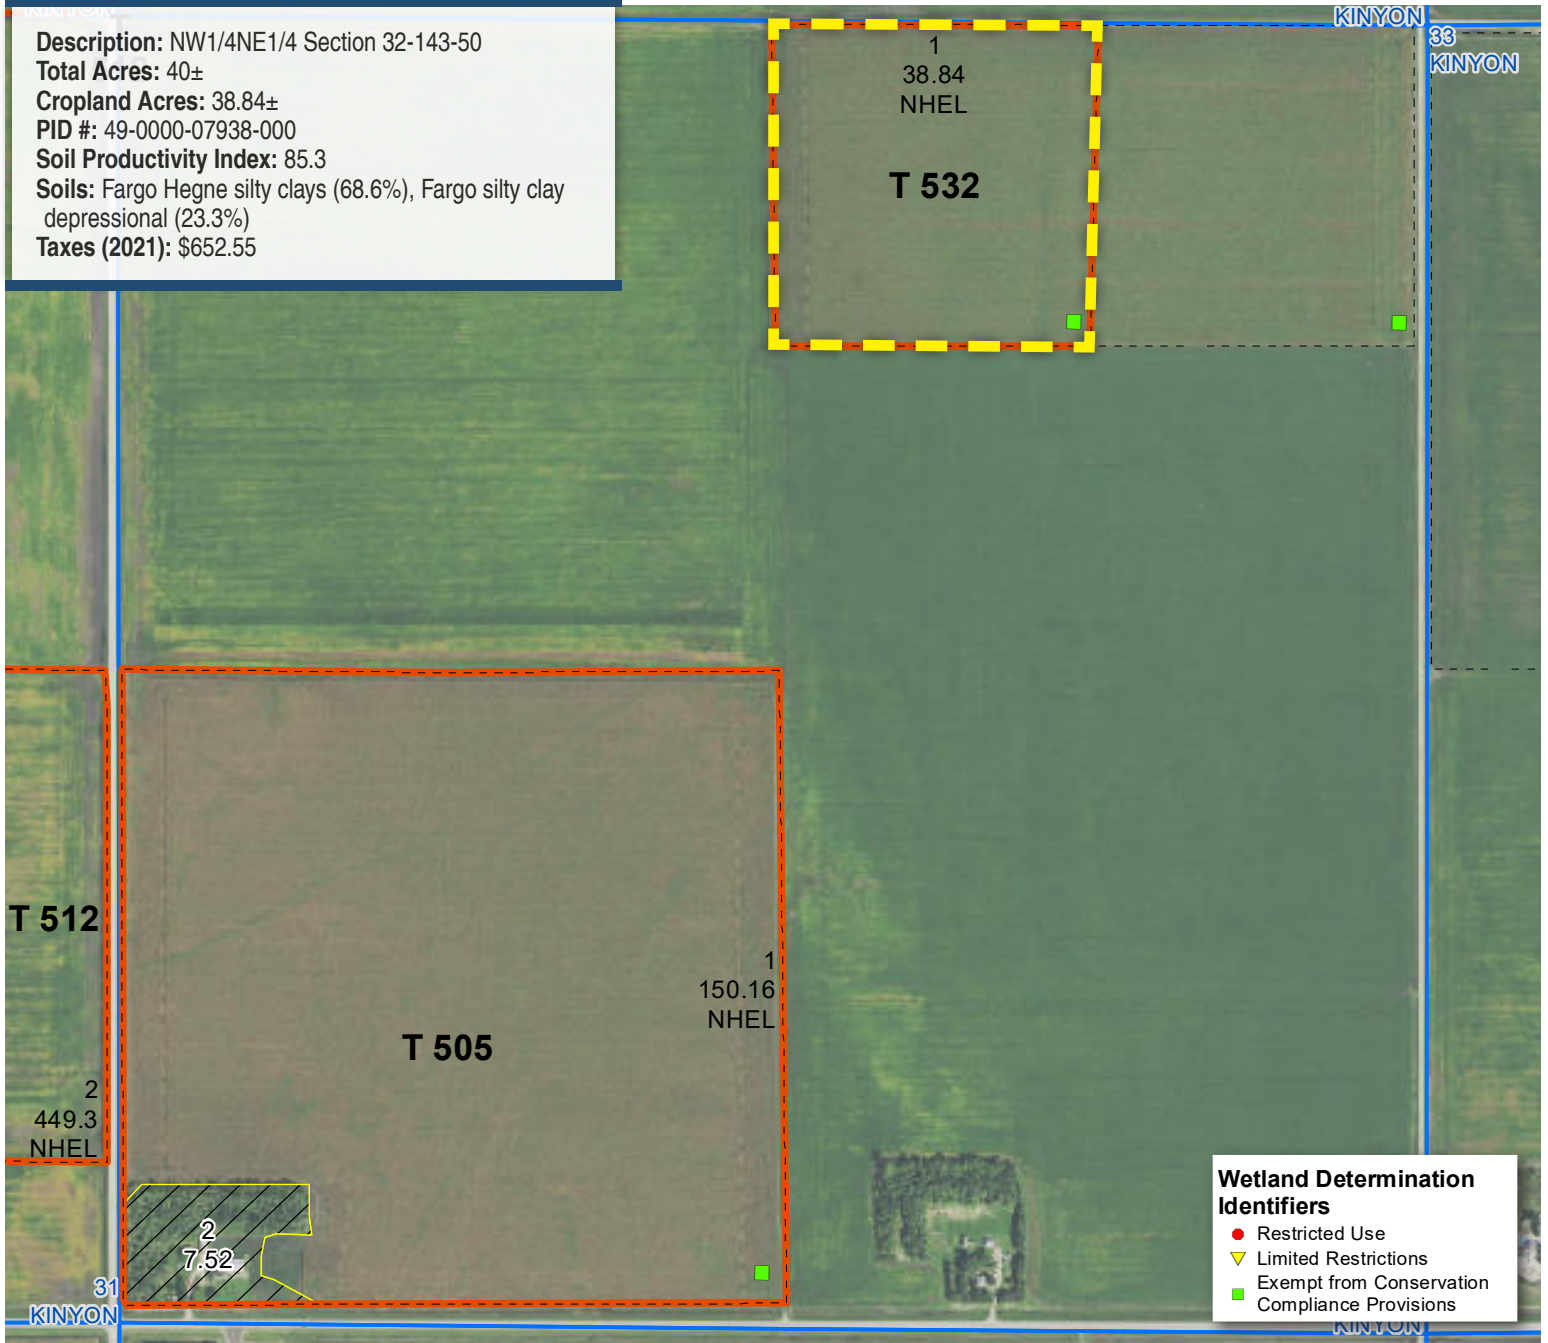 KINYON
Description: NW1/4NE1/4 Section 32-143-50
Total Acres: 40±
Cropland Acres: 38.84±
PID #: 49-0000-07938-000
Soil Productivity Index: 85.3
Soils: Fargo Hegne silty clays (68.6%), Fargo silty clay
depressional (23.3%)
Taxes (2021): $652.55
KINYON
33
KINYON
1
38.84
NHEL
T 532
T 512
2
449.3
NHEL
1
150.16
NHEL
T 505
2
7.52
31
KINYON
Wetland Determination
Identifiers
Restricted Use
Limited Restrictions
Exempt from Conservation
Compliance Provisions
KINYON